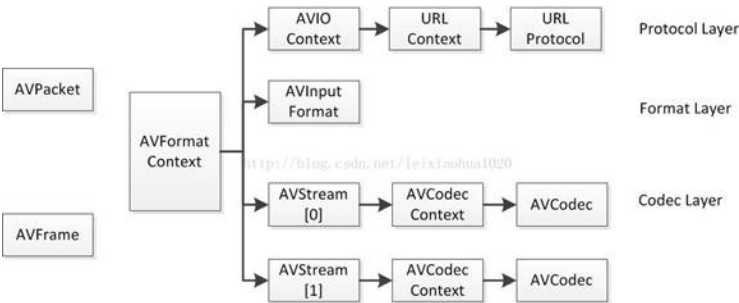 AVIO
Context
URL
Context
URL
Protocol
Protocol Layer
AVPacket
AVInput
Format
Format Layer
AVFormat
Context
http://blog.csdn.net/leixiaohua1020
AVStream
[0]
AVCodec
Context
AVCodec
Codec Layer
AVFrame
AVStream
[1]
AVCodec
Context
AVCodec